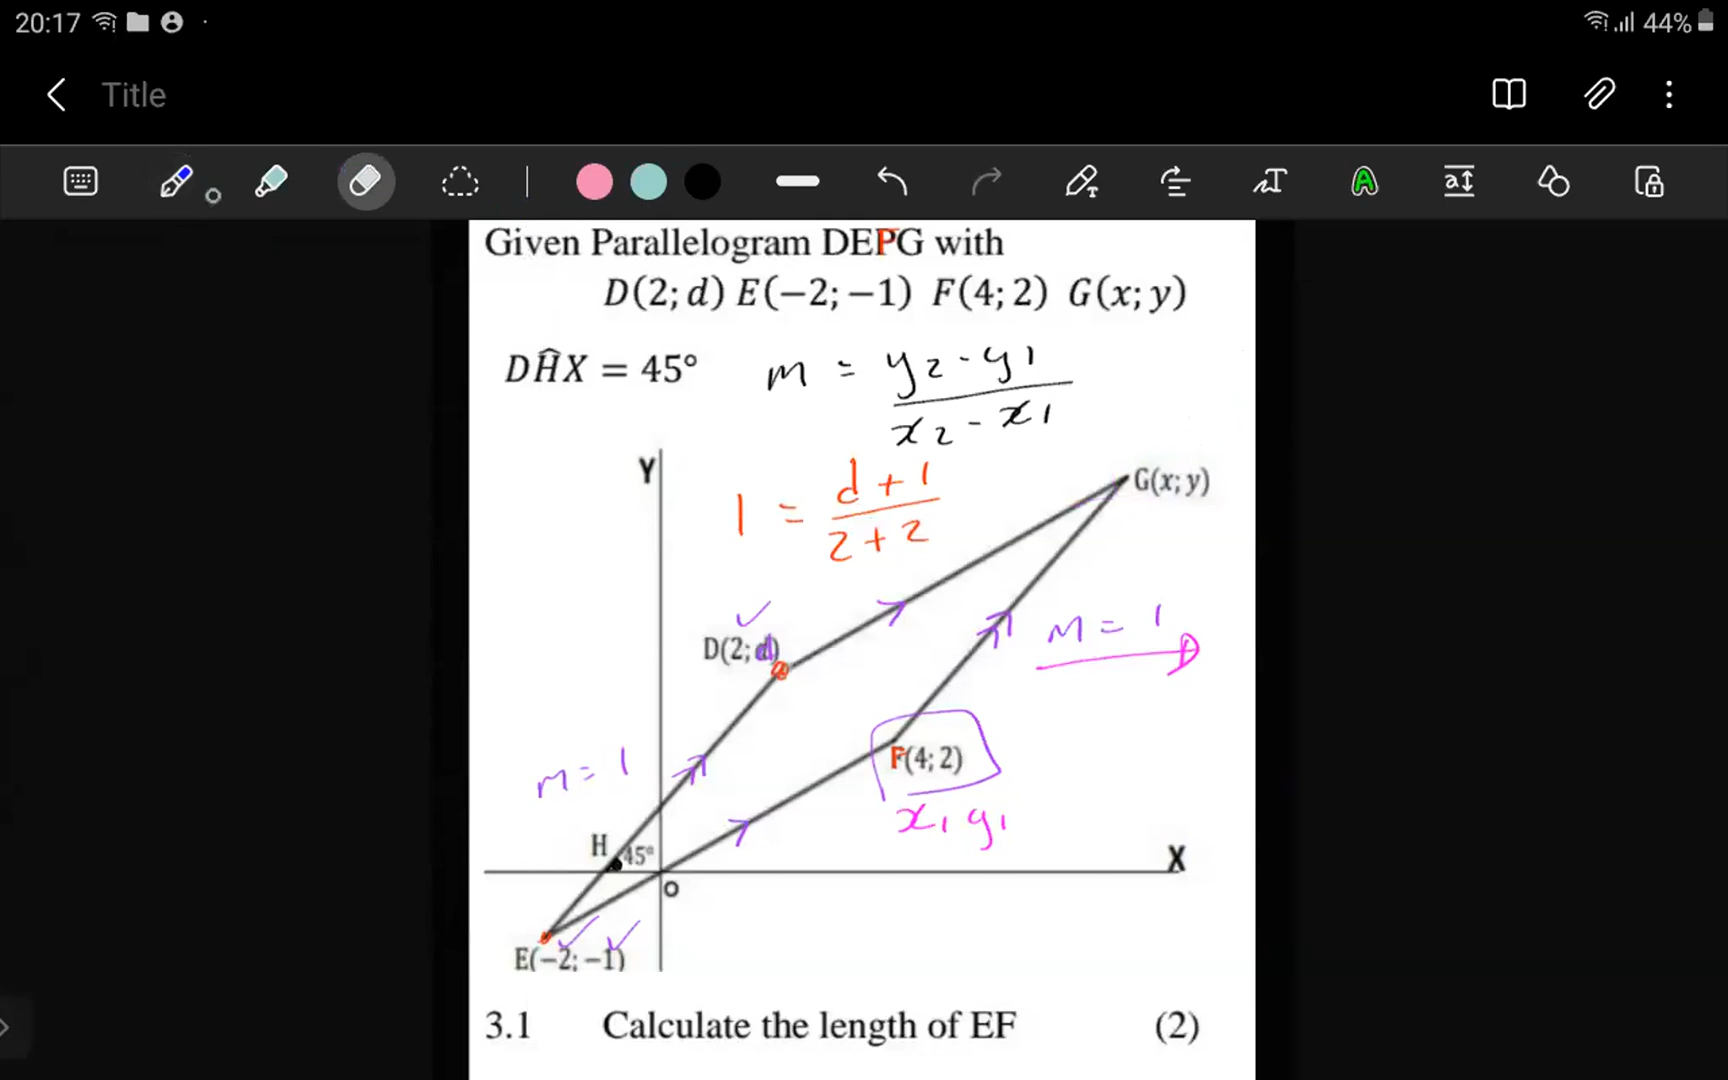 20:17
44%
Title
Given Parallelogram DEFG with
D(2; d) E(−2; −1) F(4; 2) G(x; y)
DĤX = 45°
m = y2 - y1
x2 - x1
Y
G(x; y)
1 = d + 1
2 + 2
D(2; d)
m = 1
F(4; 2)
m = 1
x1 y1
H
45°
X
O
E(−2; −1)
3.1 Calculate the length of EF (2)